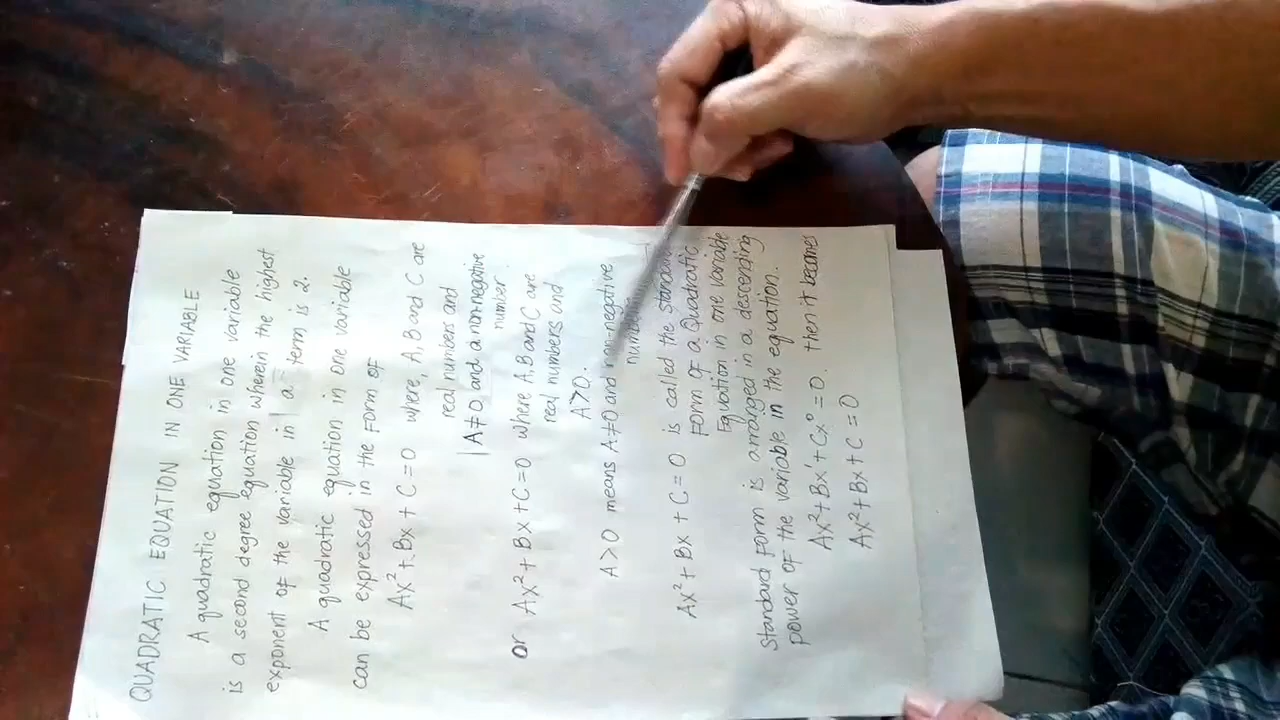 QUADRATIC EQUATION IN ONE VARIABLE
A quadratic equation in one variable
is a second degree equation wherein the highest
exponent of the variable in a term is 2.
A quadratic equation in one variable
can be expressed in the form of
Ax² + Bx + C = 0 where, A, B and C are
real numbers and
A ≠ 0 and a non-negative
number.
or Ax² + Bx + C = 0 where A, B and C are
real numbers and
A > 0.
A > 0 means A ≠ 0 and non-negative
Ax² + Bx + C = 0 is called the Standard
Form of a Quadratic
Equation in one variable
Standard Form is arranged in a descending
power of the variable in the equation.
Ax² + Bx¹ + Cx⁰ = 0. then it becomes
Ax² + Bx + C = 0